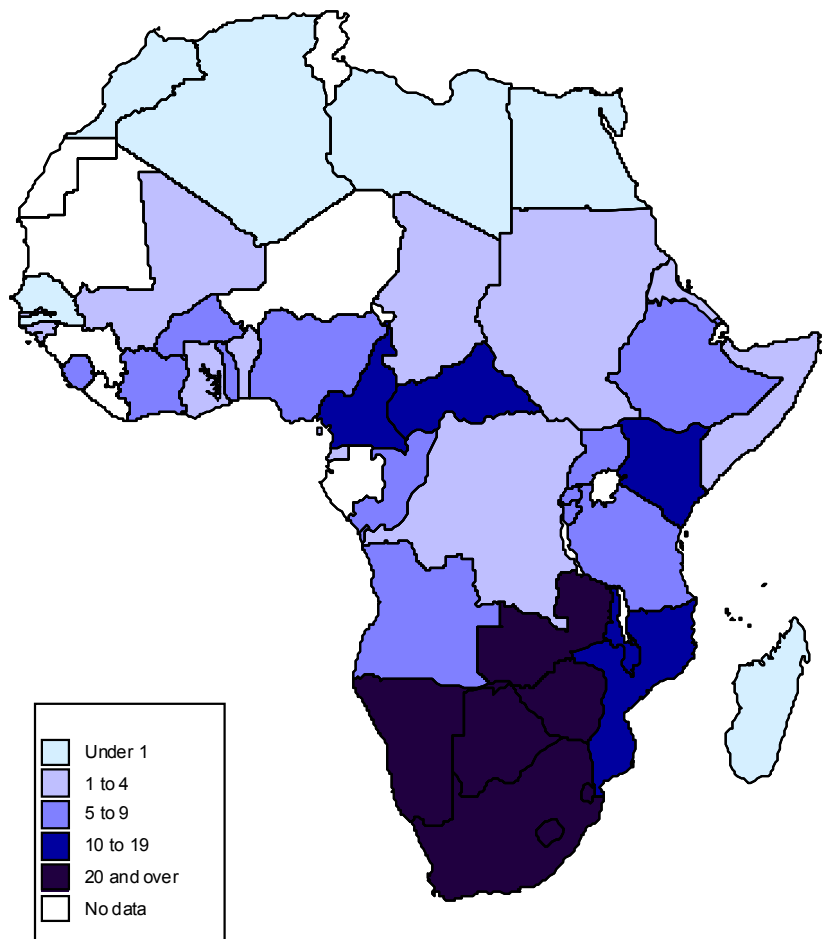 Under 1
1 to 4
5 to 9
10 to 19
20 and over
No data